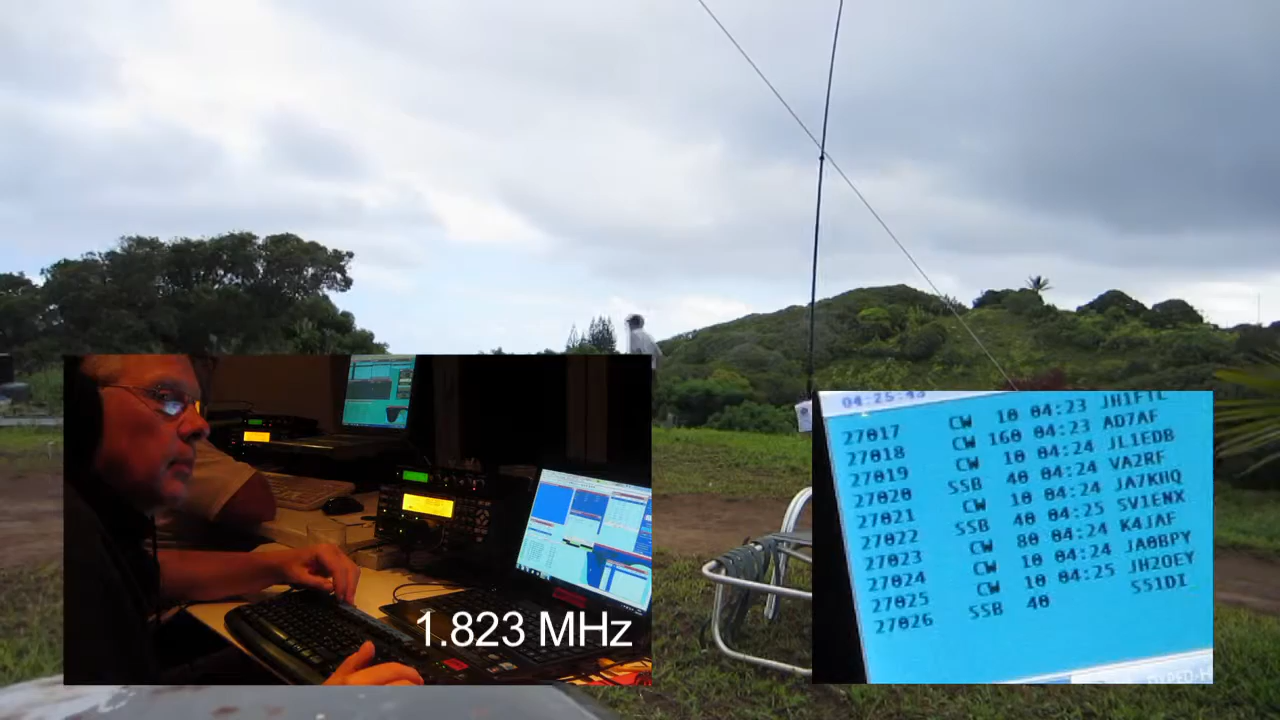 1.823 MHz
04:25:43
27017 CW 10 04:23 JH1FTL
27018 CW 160 04:23 AD7AF
27019 CW 10 04:24 JL1EDB
27020 SSB 40 04:24 VA2RF
27021 CW 10 04:24 JA7KHQ
27022 SSB 40 04:25 SV1ENX
27023 CW 80 04:24 K4JAF
27024 CW 10 04:24 JA0BPY
27025 CW 10 04:25 JH2OEY
27026 SSB 40 S51DI